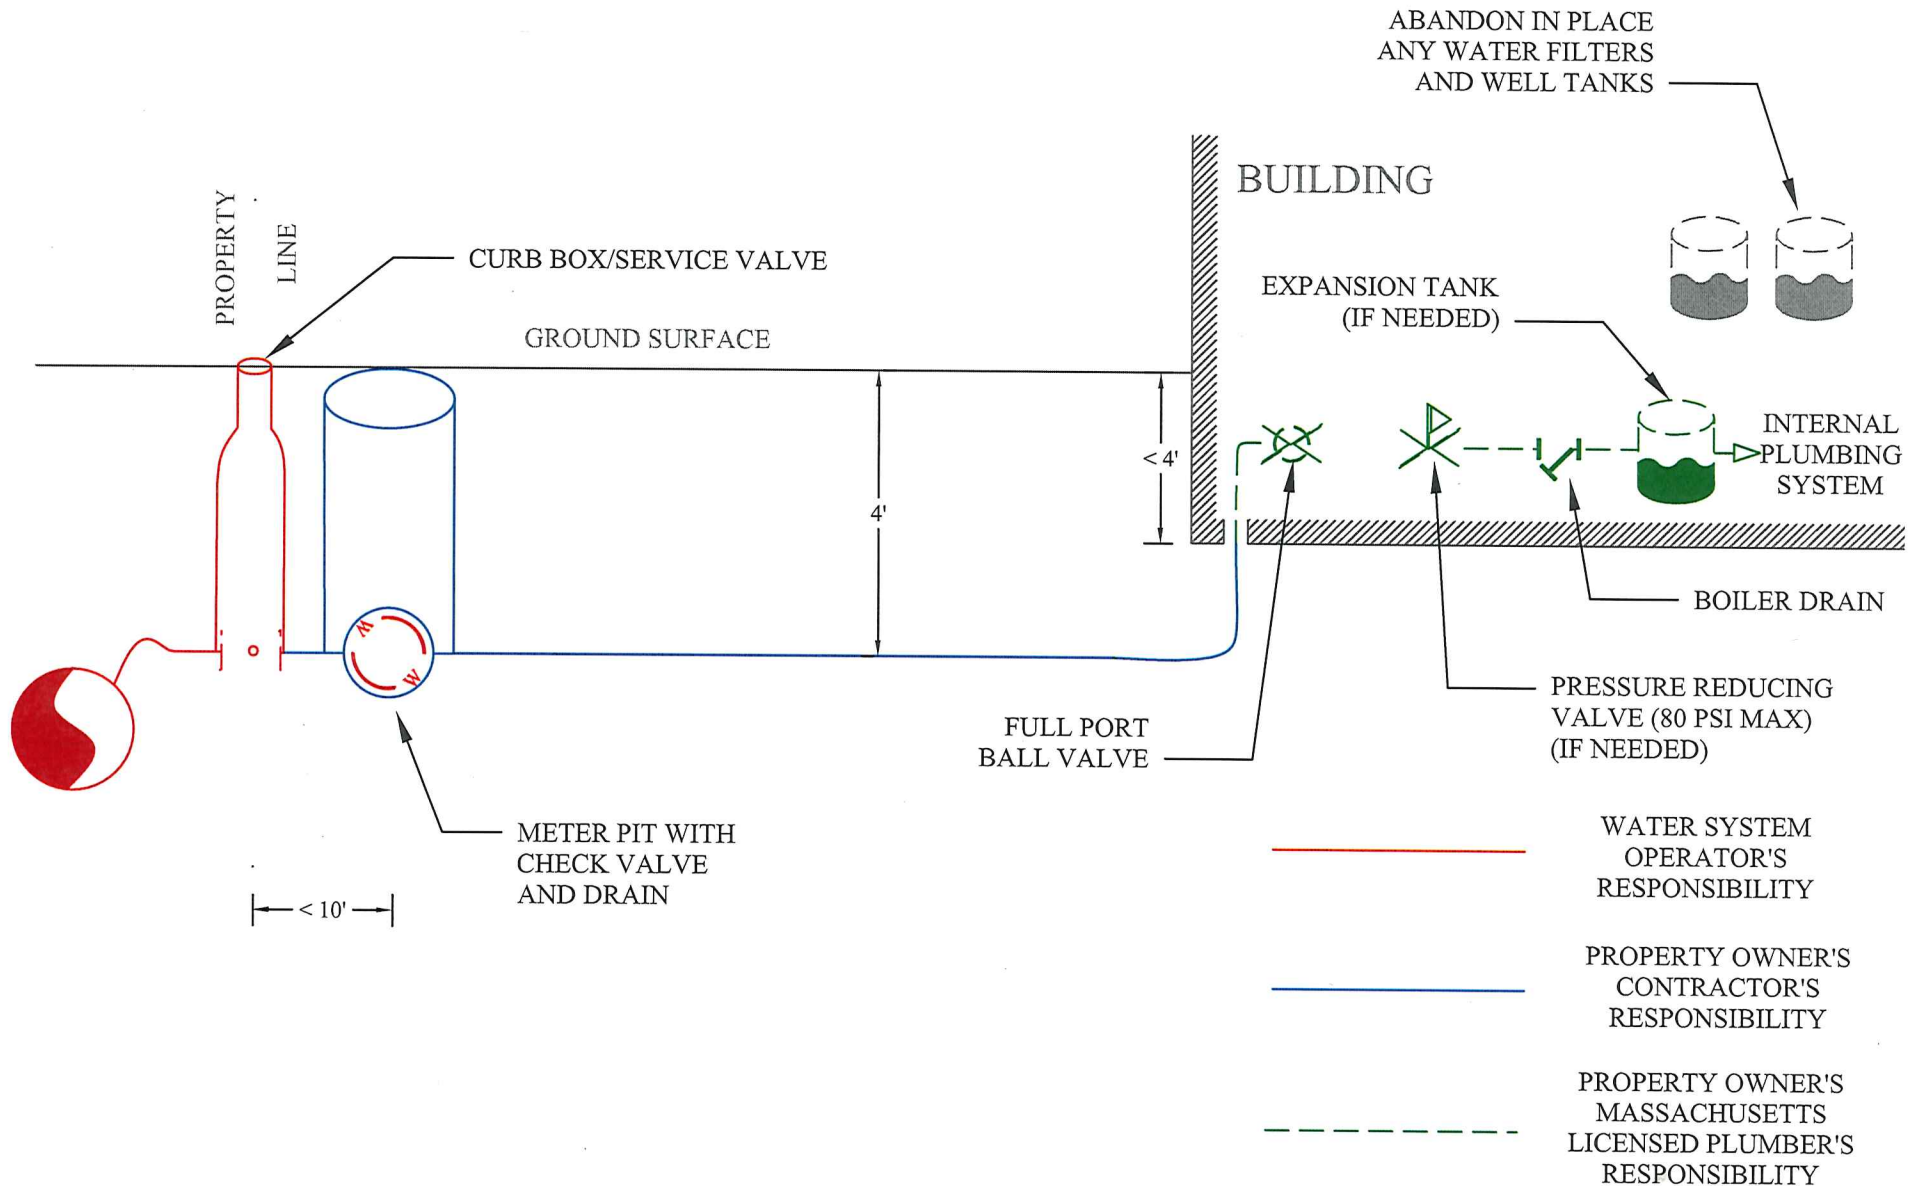 ABANDON IN PLACE
ANY WATER FILTERS
AND WELL TANKS
BUILDING
PROPERTY
LINE
CURB BOX/SERVICE VALVE
EXPANSION TANK
(IF NEEDED)
GROUND SURFACE
INTERNAL
PLUMBING
SYSTEM
< 4'
4'
BOILER DRAIN
M
W
PRESSURE REDUCING
VALVE (80 PSI MAX)
(IF NEEDED)
FULL PORT
BALL VALVE
METER PIT WITH
CHECK VALVE
AND DRAIN
< 10'
WATER SYSTEM
OPERATOR'S
RESPONSIBILITY
PROPERTY OWNER'S
CONTRACTOR'S
RESPONSIBILITY
PROPERTY OWNER'S
MASSACHUSETTS
LICENSED PLUMBER'S
RESPONSIBILITY